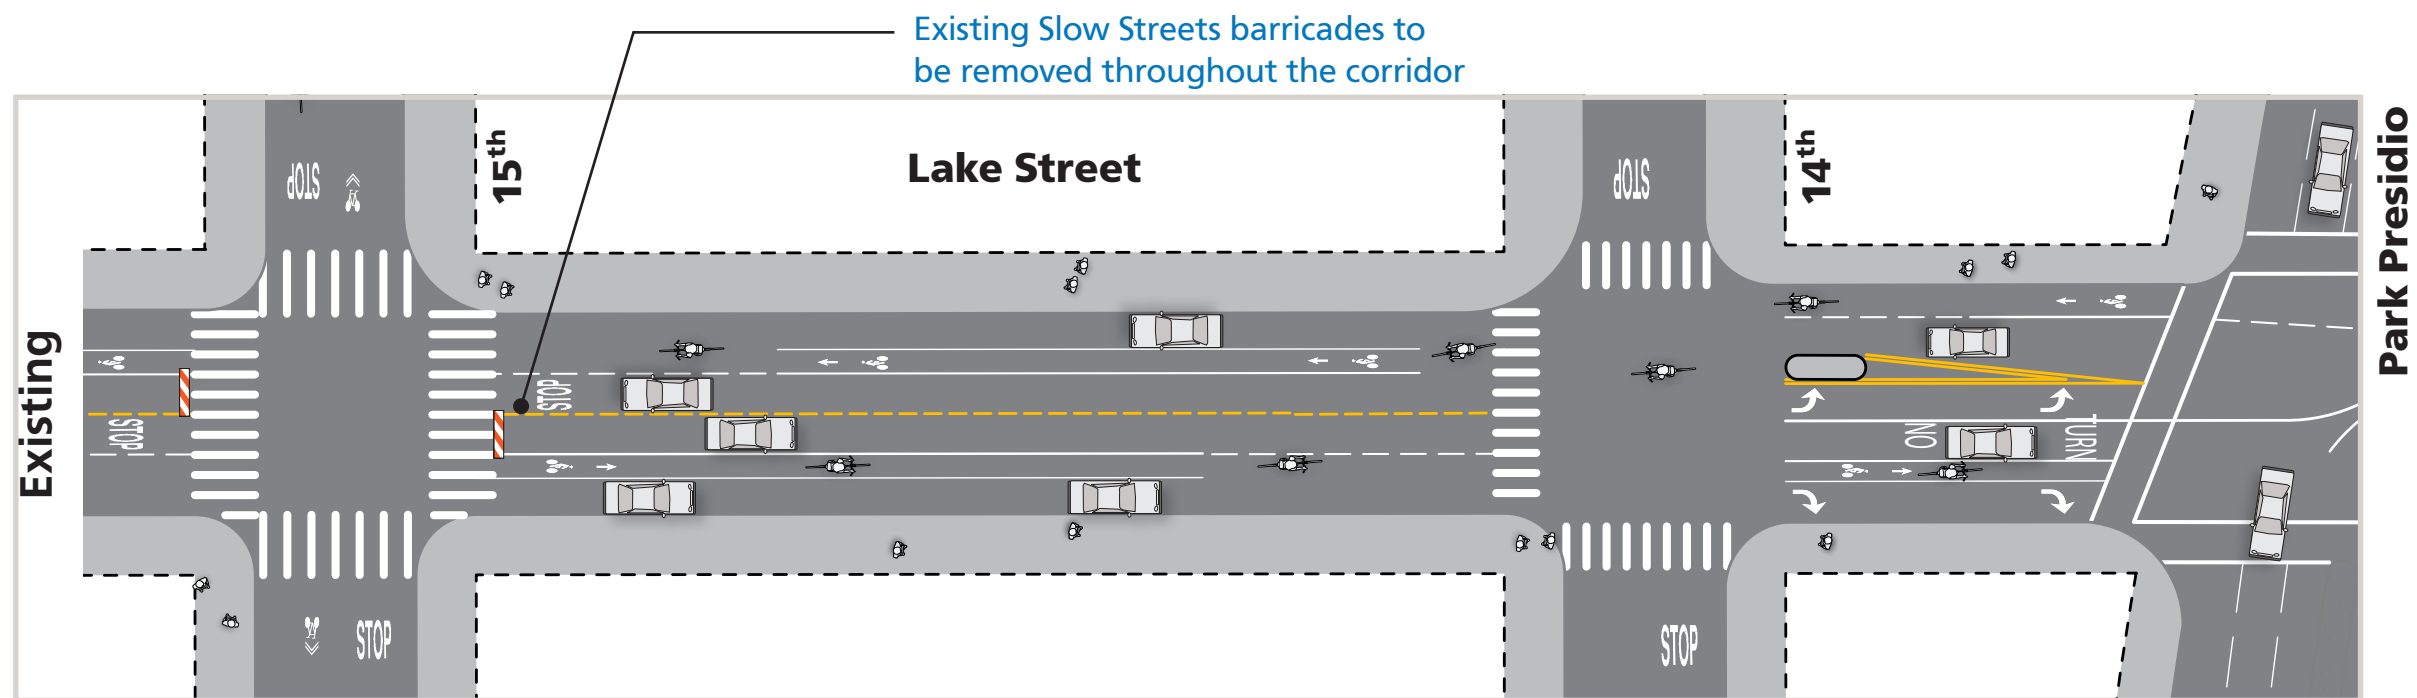 Existing Slow Streets barricades to
be removed throughout the corridor
Existing
15th
Lake Street
14th
Park Presidio
STOP
STOP
STOP
STOP
NO
TURN
STOP
STOP